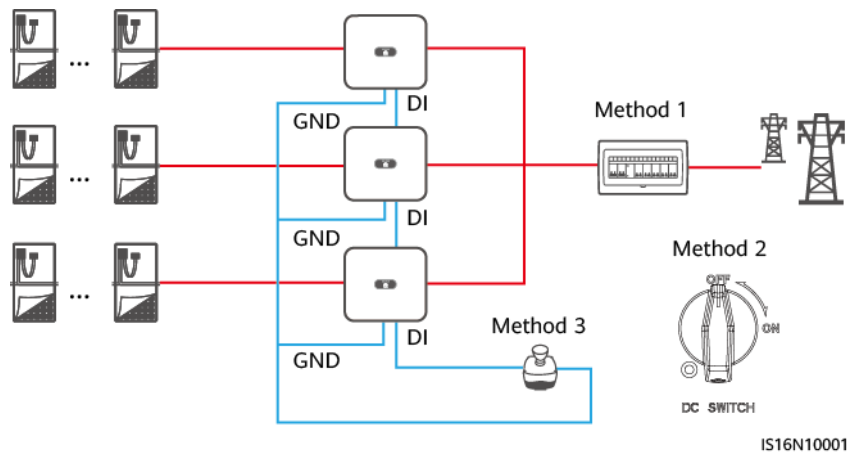 DI
GND
Method 1
DI
GND
Method 2
OFF
ON
DC SWITCH
Method 3
DI
GND
IS16N10001